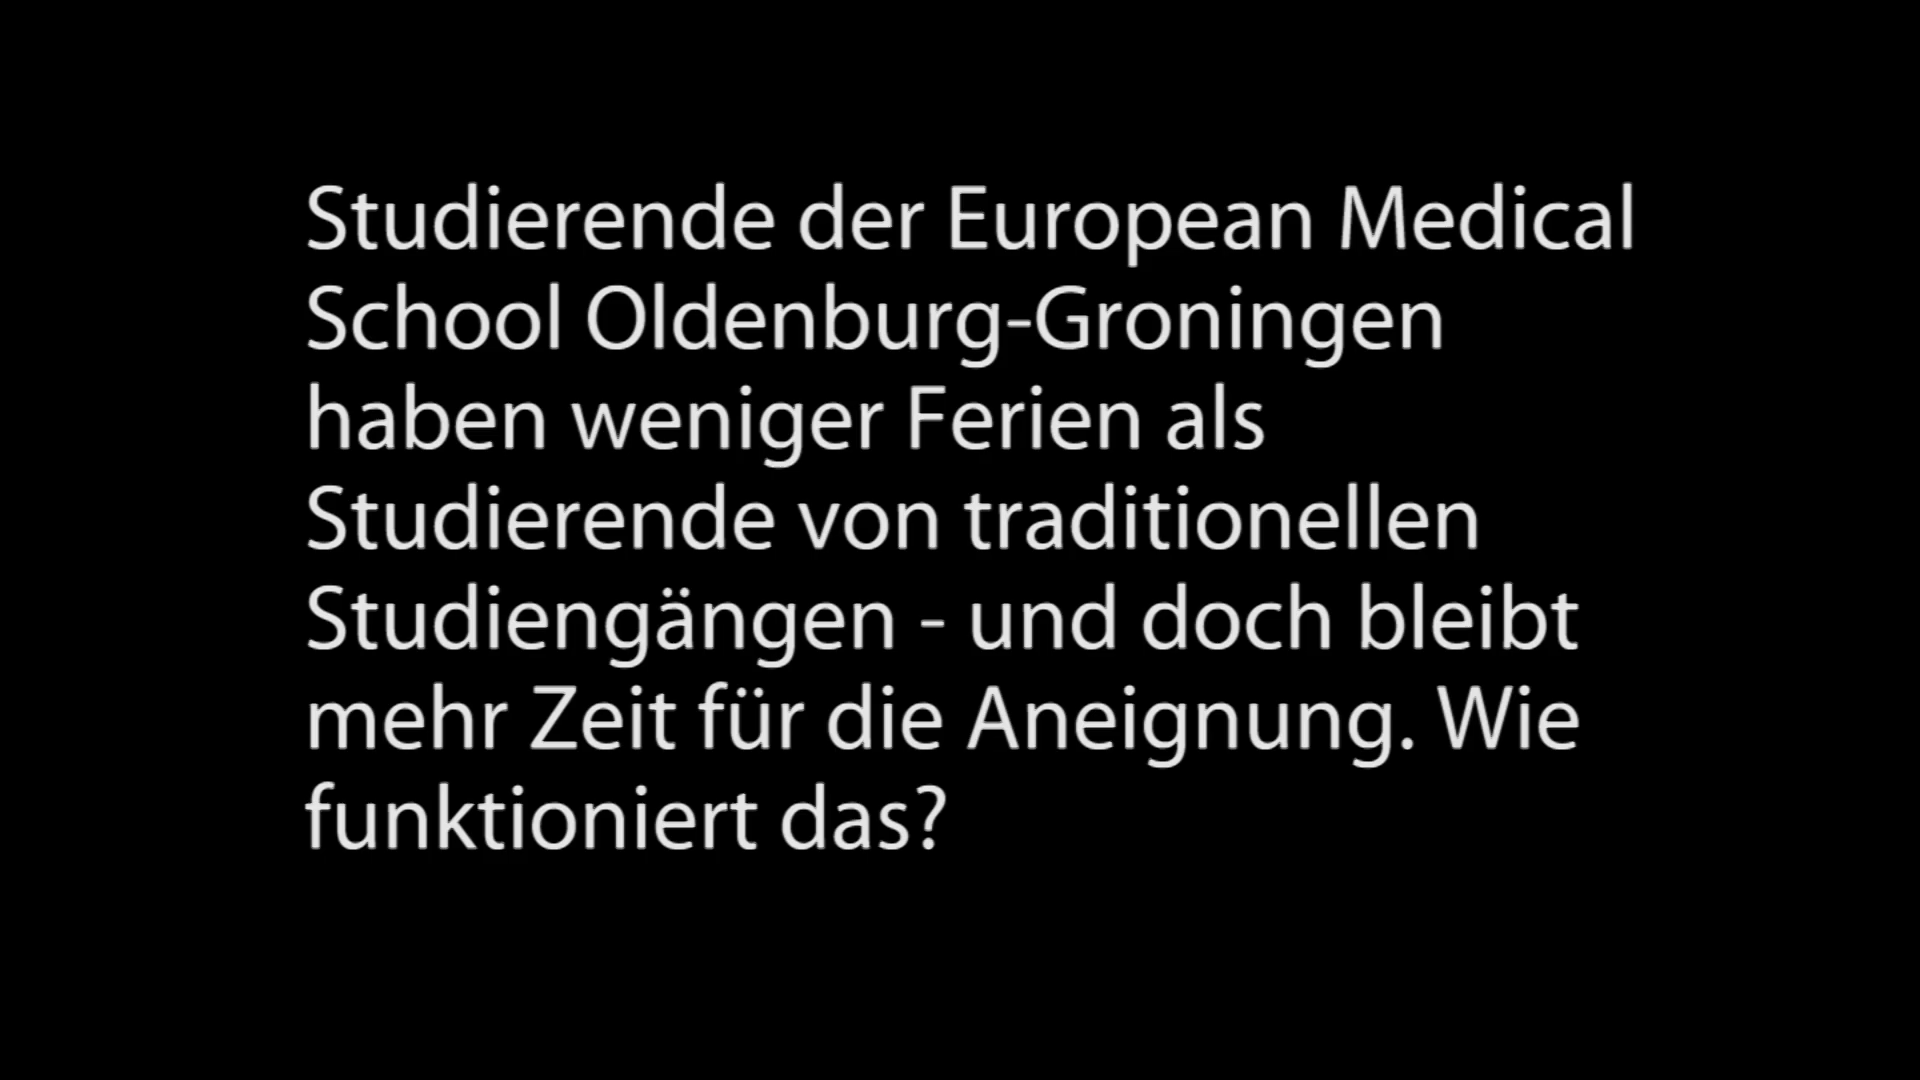 Studierende der European Medical
School Oldenburg-Groningen
haben weniger Ferien als
Studierende von traditionellen
Studiengängen - und doch bleibt
mehr Zeit für die Aneignung. Wie
funktioniert das?